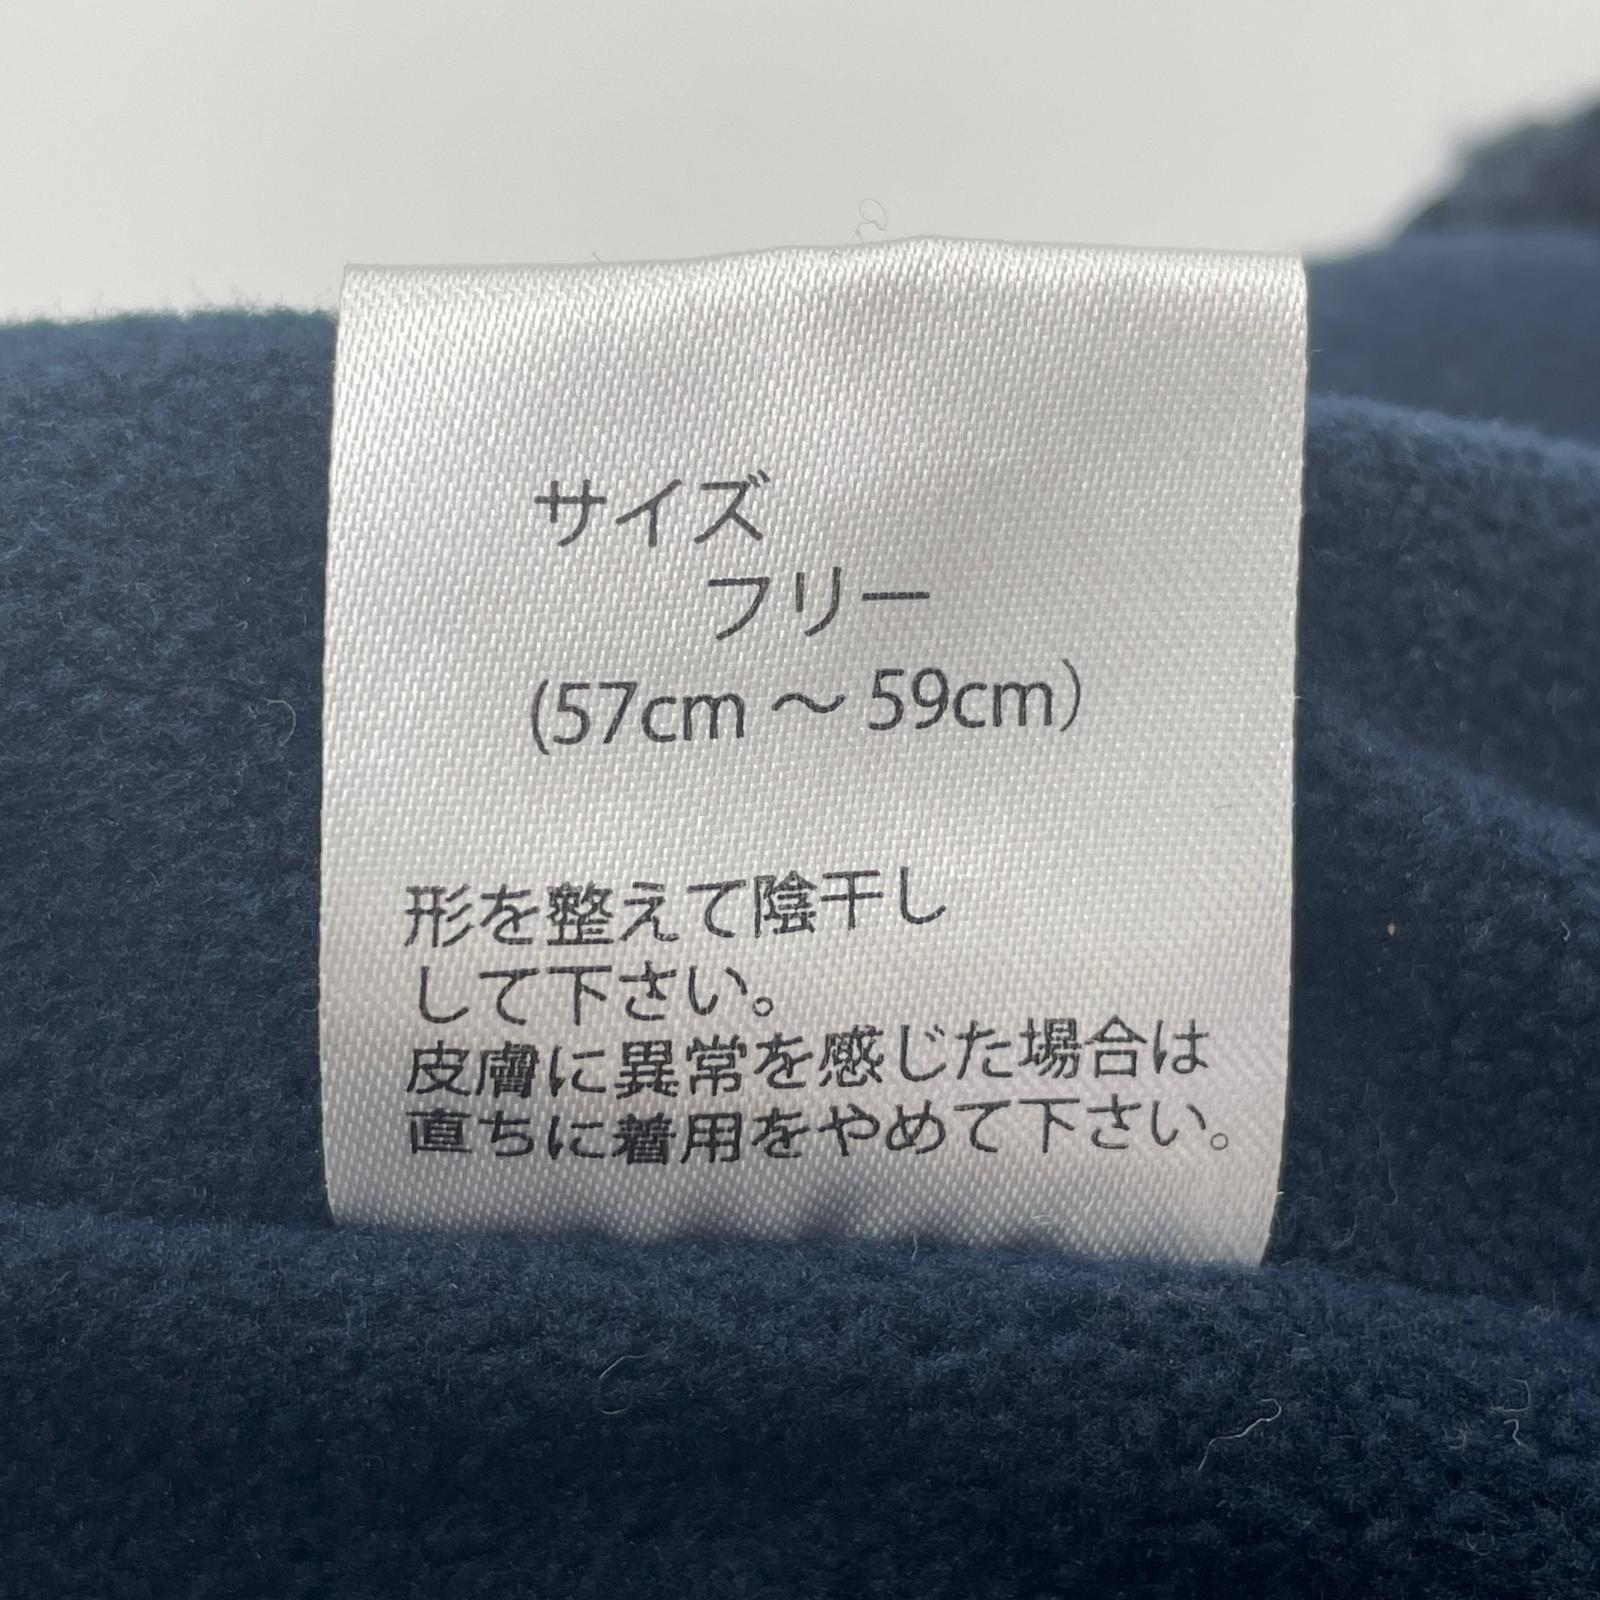 サイズ
フリー
(57cm ～ 59cm)
形を整えて陰干し
して下さい。
皮膚に異常を感じた場合は
直ちに着用をやめて下さい。